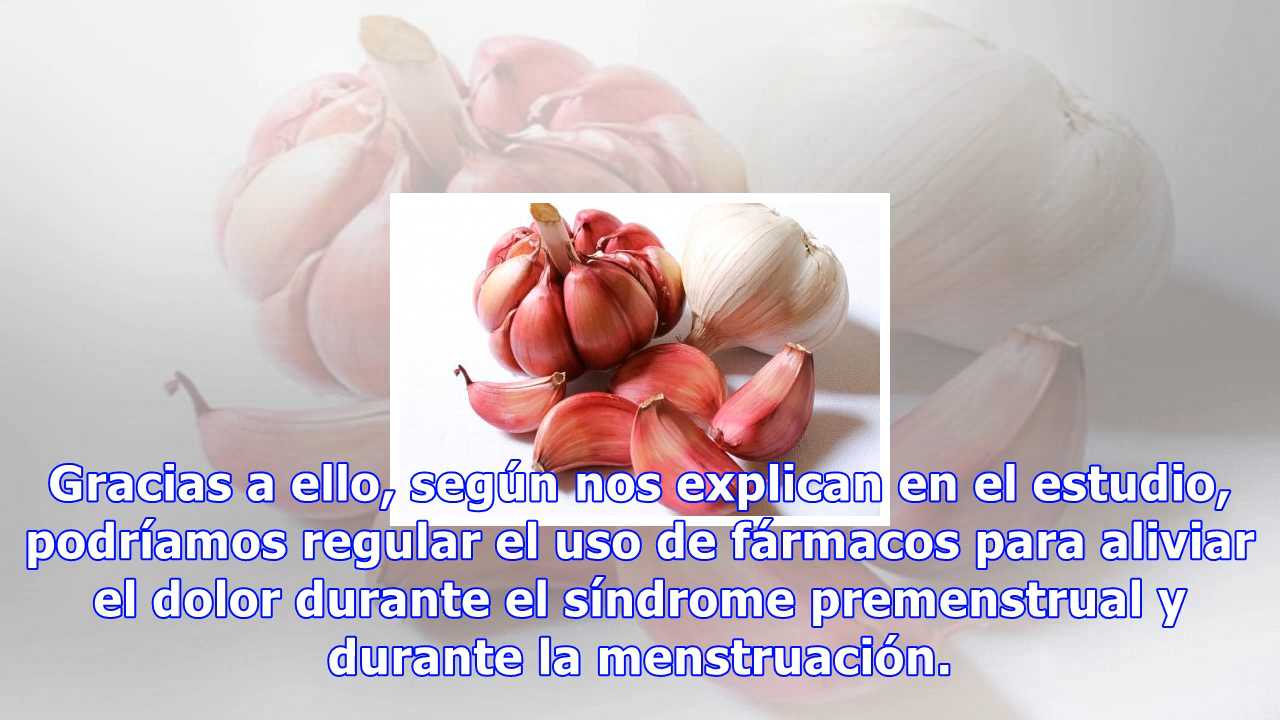 Gracias a ello, según nos explican en el estudio,
podríamos regular el uso de fármacos para aliviar
el dolor durante el síndrome premenstrual y
durante la menstruación.